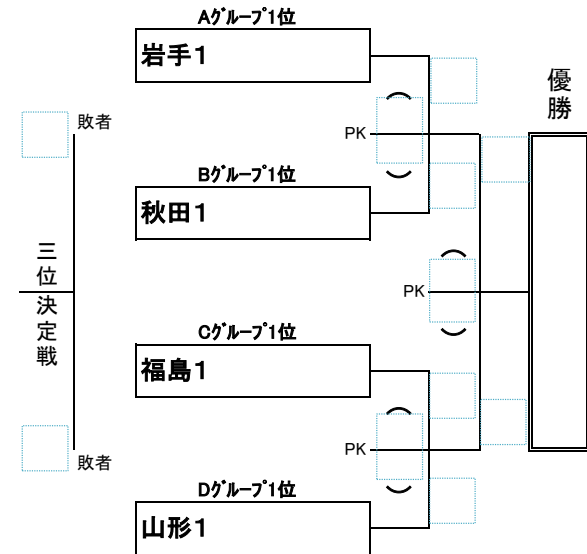 Aグループ1位
岩手1
優勝
敗者
PK
Bグループ1位
秋田1
三位決定戦
PK
Cグループ1位
福島1
PK
敗者
Dグループ1位
山形1